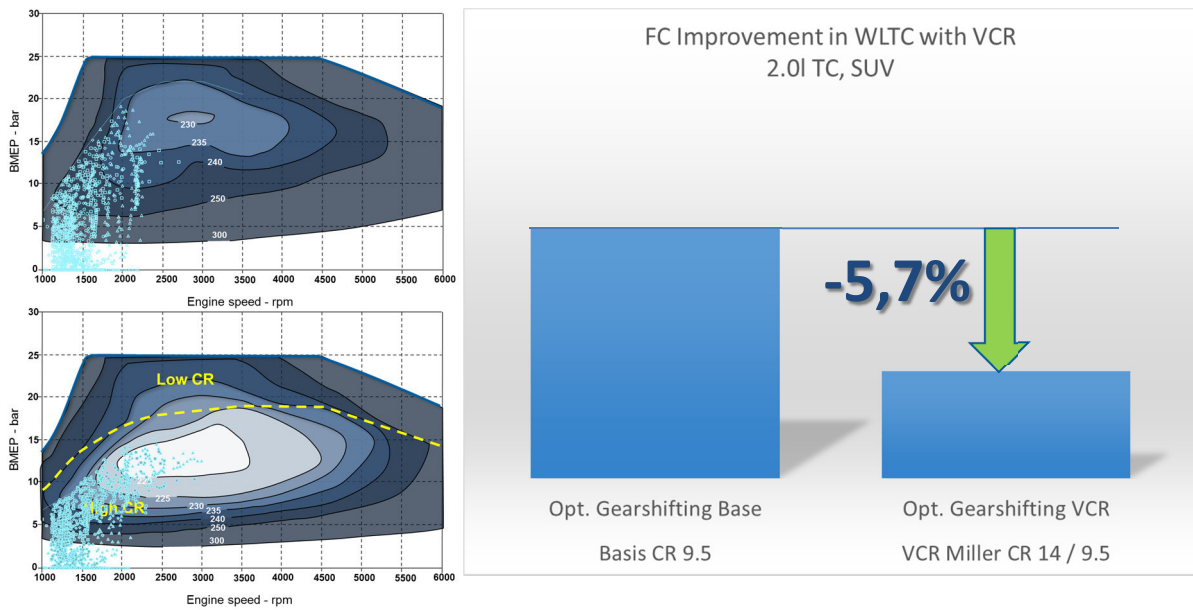 30
25
20
15
10
5
0
BMEP - bar
230
235
240
250
300
1000 1500 2000 2500 3000 3500 4000 4500 5000 5500 6000
Engine speed - rpm
30
25
20
15
10
5
0
BMEP - bar
Low CR
225
High CR
230
235
240
250
300
1000 1500 2000 2500 3000 3500 4000 4500 5000 5500 6000
Engine speed - rpm
FC Improvement in WLTC with VCR
2.0l TC, SUV
-5,7%
Opt. Gearshifting Base
Basis CR 9.5
Opt. Gearshifting VCR
VCR Miller CR 14 / 9.5